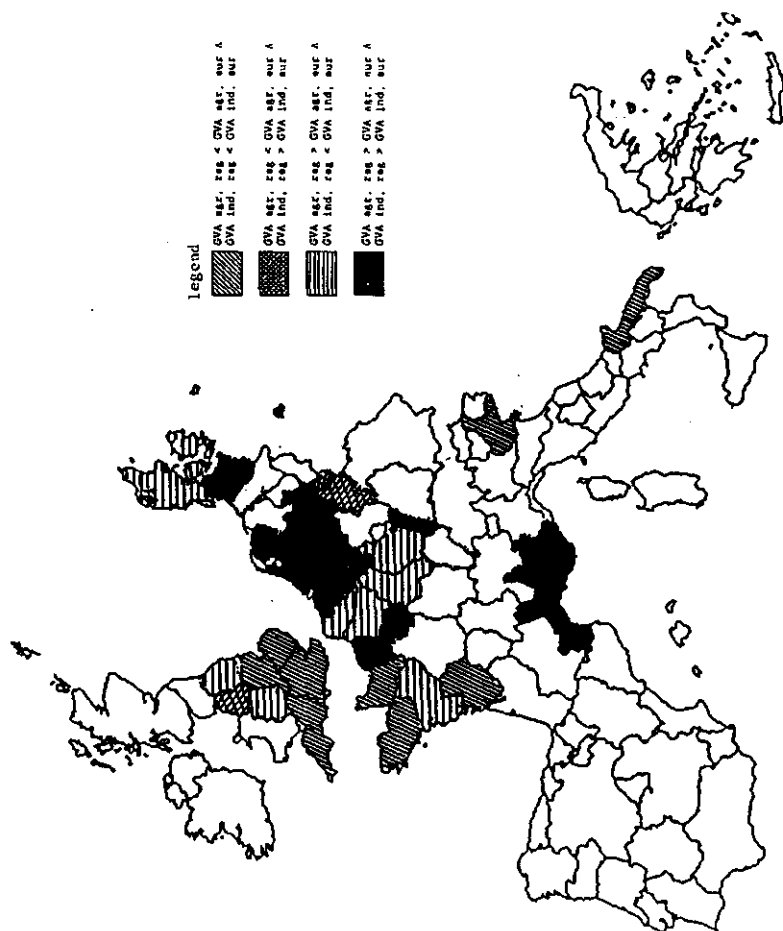 legend
GVA agr, reg < GVA agr, eur ∧
GVA ind, reg < GVA ind, eur
GVA agr, reg < GVA agr, eur ∧
GVA ind, reg > GVA ind, eur
GVA agr, reg > GVA agr, eur ∧
GVA ind, reg < GVA ind, eur
GVA agr, reg > GVA agr, eur ∧
GVA ind, reg > GVA ind, eur